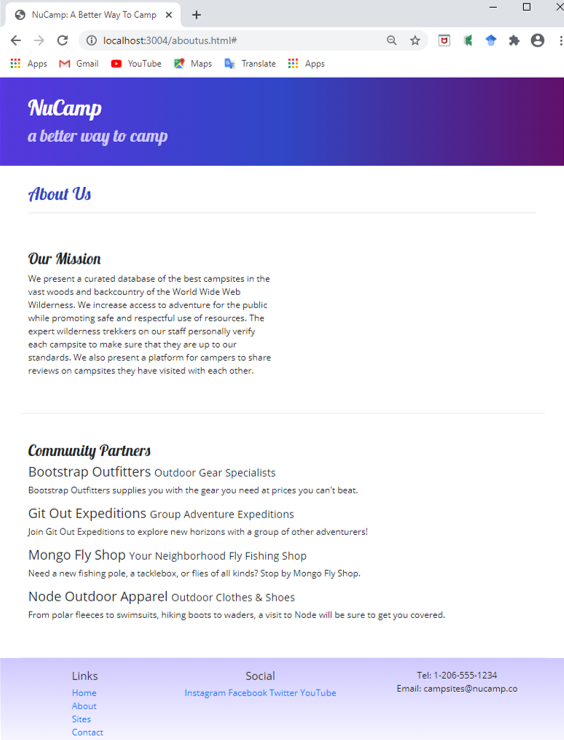 NuCamp: A Better Way To Camp
localhost:3004/aboutus.html#
Apps Gmail YouTube Maps Translate Apps
NuCamp
a better way to camp
About Us
Our Mission
We present a curated database of the best campsites in the
vast woods and backcountry of the World Wide Web
Wilderness. We increase access to adventure for the public
while promoting safe and respectful use of resources. The
expert wilderness trekkers on our staff personally verify
each campsite to make sure that they are up to our
standards. We also present a platform for campers to share
reviews on campsites they have visited with each other.
Community Partners
Bootstrap Outfitters Outdoor Gear Specialists
Bootstrap Outfitters supplies you with the gear you need at prices you can't beat.
Git Out Expeditions Group Adventure Expeditions
Join Git Out Expeditions to explore new horizons with a group of other adventurers!
Mongo Fly Shop Your Neighborhood Fly Fishing Shop
Need a new fishing pole, a tacklebox, or flies of all kinds? Stop by Mongo Fly Shop.
Node Outdoor Apparel Outdoor Clothes & Shoes
From polar fleeces to swimsuits, hiking boots to waders, a visit to Node will be sure to get you covered.
Links
Home
About
Sites
Contact
Social
Instagram Facebook Twitter YouTube
Tel: 1-206-555-1234
Email: campsites@nucamp.co